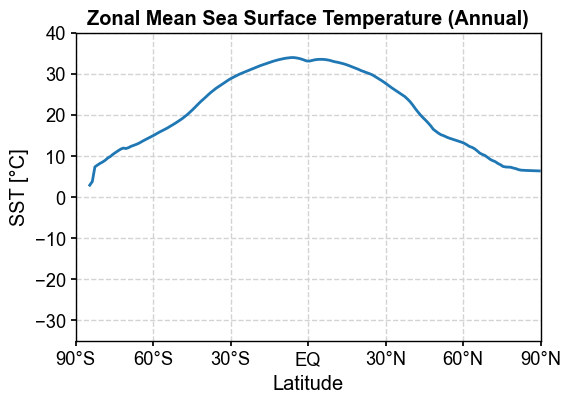 Zonal Mean Sea Surface Temperature (Annual)
40
30
20
10
0
−10
−20
−30
SST [°C]
90°S 60°S 30°S EQ 30°N 60°N 90°N
Latitude